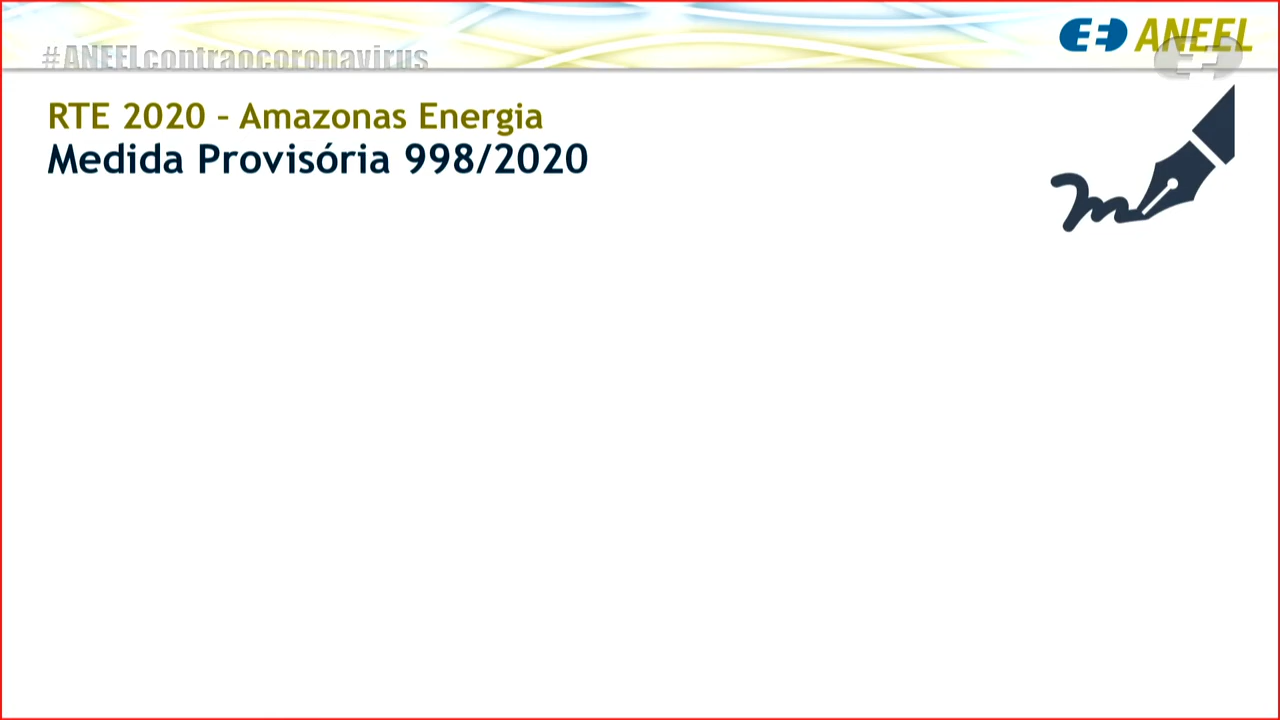 #ANEELcontraocoronavirus
ANEEL
RTE 2020 – Amazonas Energia
Medida Provisória 998/2020